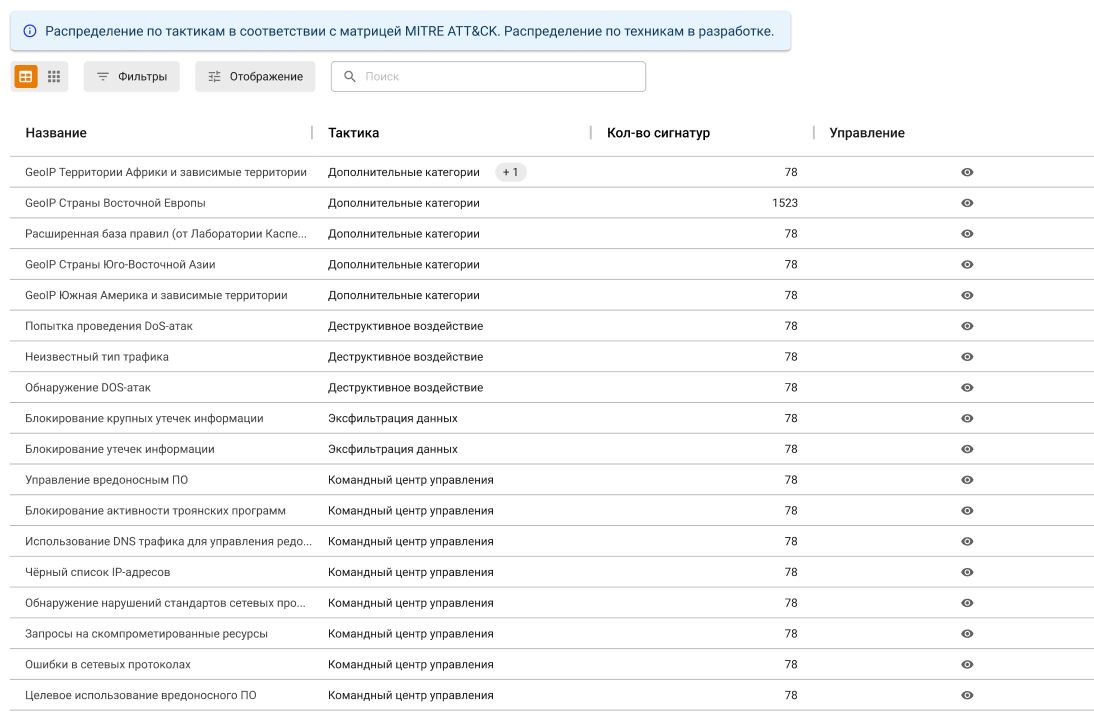 Распределение по тактикам в соответствии с матрицей MITRE ATT&CK. Распределение по техникам в разработке.
Фильтры Отображение Поиск
Название Тактика Кол-во сигнатур Управление
GeoIP Территории Африки и зависимые территории Дополнительные категории + 1 78
GeoIP Страны Восточной Европы Дополнительные категории 1523
Расширенная база правил (от Лаборатории Каспе... Дополнительные категории 78
GeoIP Страны Юго-Восточной Азии Дополнительные категории 78
GeoIP Южная Америка и зависимые территории Дополнительные категории 78
Попытка проведения DoS-атак Деструктивное воздействие 78
Неизвестный тип трафика Деструктивное воздействие 78
Обнаружение DOS-атак Деструктивное воздействие 78
Блокирование крупных утечек информации Эксфильтрация данных 78
Блокирование утечек информации Эксфильтрация данных 78
Управление вредоносным ПО Командный центр управления 78
Блокирование активности троянских программ Командный центр управления 78
Использование DNS трафика для управления редо... Командный центр управления 78
Чёрный список IP-адресов Командный центр управления 78
Обнаружение нарушений стандартов сетевых про... Командный центр управления 78
Запросы на скомпрометированные ресурсы Командный центр управления 78
Ошибки в сетевых протоколах Командный центр управления 78
Целевое использование вредоносного ПО Командный центр управления 78